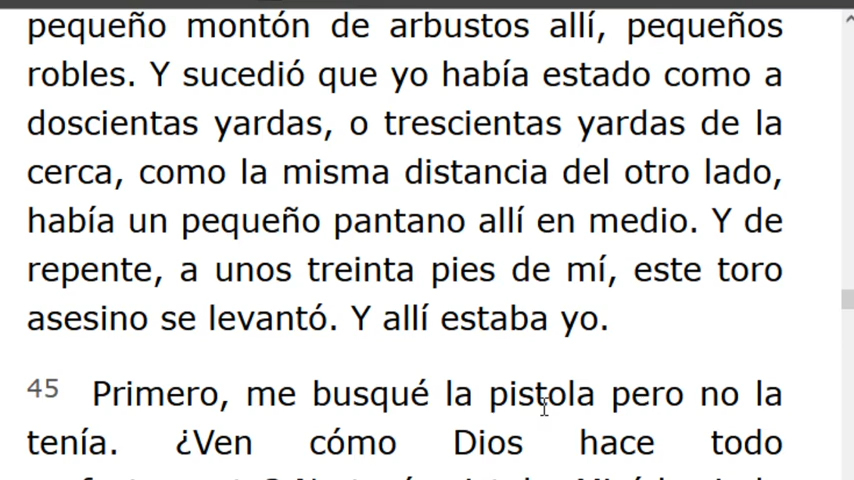 pequeño montón de arbustos allí, pequeños
robles. Y sucedió que yo había estado como a
doscientas yardas, o trescientas yardas de la
cerca, como la misma distancia del otro lado,
había un pequeño pantano allí en medio. Y de
repente, a unos treinta pies de mí, este toro
asesino se levantó. Y allí estaba yo.
45 Primero, me busqué la pistola pero no la
tenía. ¿Ven cómo Dios hace todo